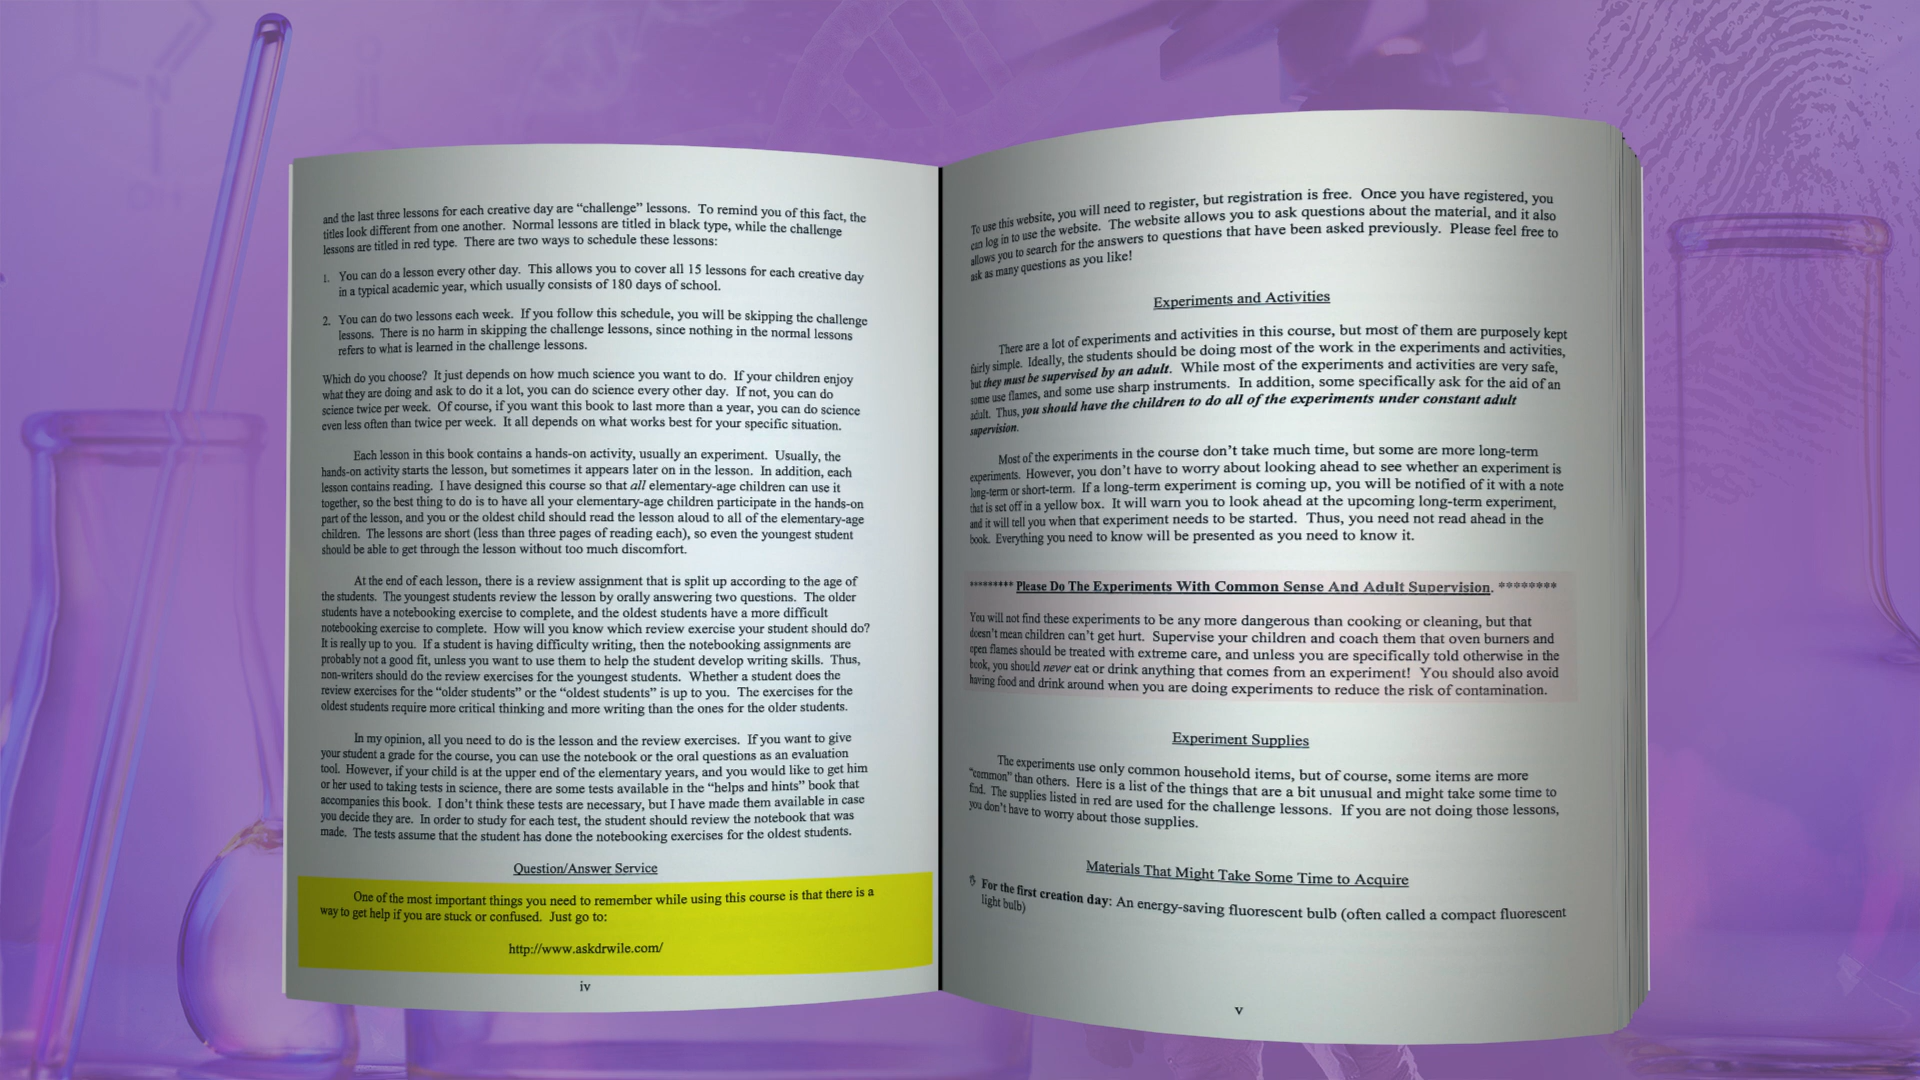 and the last three lessons for each creative day are “challenge” lessons. To remind you of this fact, the
titles look different from one another. Normal lessons are titled in black type, while the challenge
lessons are titled in red type. There are two ways to schedule these lessons:
1. You can do a lesson every other day. This allows you to cover all 15 lessons for each creative day
in a typical academic year, which usually consists of 180 days of school.
2. You can do two lessons each week. If you follow this schedule, you will be skipping the challenge
lessons. There is no harm in skipping the challenge lessons, since nothing in the normal lessons
refers to what is learned in the challenge lessons.
Which do you choose? It just depends on how much science you want to do. If your children enjoy
what they are doing and ask to do it a lot, you can do science every other day. If not, you can do
science twice per week. Of course, if you want this book to last more than a year, you can do science
even less often than twice per week. It all depends on what works best for your specific situation.
Each lesson in this book contains a hands-on activity, usually an experiment. Usually, the
hands-on activity starts the lesson, but sometimes it appears later on in the lesson. In addition, each
lesson contains reading. I have designed this course so that all elementary-age children can use it
together, so the best thing to do is to have all your elementary-age children participate in the hands-on
part of the lesson, and you or the oldest child should read the lesson aloud to all of the elementary-age
children. The lessons are short (less than three pages of reading each), so even the youngest student
should be able to get through the lesson without too much discomfort.
At the end of each lesson, there is a review assignment that is split up according to the age of
the students. The youngest students review the lesson by orally answering two questions. The older
students have a notebooking exercise to complete, and the oldest students have a more difficult
notebooking exercise to complete. How will you know which review exercise your student should do?
It is really up to you. If a student is having difficulty writing, then the notebooking assignments are
probably not a good fit, unless you want to use them to help the student develop writing skills. Thus,
non-writers should do the review exercises for the youngest students. Whether a student does the
review exercises for the “older students” or the “oldest students” is up to you. The exercises for the
oldest students require more critical thinking and more writing than the ones for the older students.
In my opinion, all you need to do is the lesson and the review exercises. If you want to give
your student a grade for the course, you can use the notebook or the oral questions as an evaluation
tool. However, if your child is at the upper end of the elementary years, and you would like to get him
or her used to taking tests in science, there are some tests available in the “helps and hints” book that
accompanies this book. I don’t think these tests are necessary, but I have made them available in case
you decide they are. In order to study for each test, the student should review the notebook that was
made. The tests assume that the student has done the notebooking exercises for the oldest students.
Question/Answer Service
One of the most important things you need to remember while using this course is that there is a
way to get help if you are stuck or confused. Just go to:
http://www.askdrwile.com/
iv
To use this website, you will need to register, but registration is free. Once you have registered, you
can log in to use the website. The website allows you to ask questions about the material, and it also
allows you to search for the answers to questions that have been asked previously. Please feel free to
ask as many questions as you like!
Experiments and Activities
There are a lot of experiments and activities in this course, but most of them are purposely kept
fairly simple. Ideally, the students should be doing most of the work in the experiments and activities,
but they must be supervised by an adult. While most of the experiments and activities are very safe,
some use flames, and some use sharp instruments. In addition, some specifically ask for the aid of an
adult. Thus, you should have the children to do all of the experiments under constant adult
supervision.
Most of the experiments in the course don’t take much time, but some are more long-term
experiments. However, you don’t have to worry about looking ahead to see whether an experiment is
long-term or short-term. If a long-term experiment is coming up, you will be notified of it with a note
that is set off in a yellow box. It will warn you to look ahead at the upcoming long-term experiment,
and it will tell you when that experiment needs to be started. Thus, you need not read ahead in the
book. Everything you need to know will be presented as you need to know it.
********* Please Do The Experiments With Common Sense And Adult Supervision. ********
You will not find these experiments to be any more dangerous than cooking or cleaning, but that
doesn’t mean children can’t get hurt. Supervise your children and coach them that oven burners and
open flames should be treated with extreme care, and unless you are specifically told otherwise in the
book, you should never eat or drink anything that comes from an experiment! You should also avoid
having food and drink around when you are doing experiments to reduce the risk of contamination.
Experiment Supplies
The experiments use only common household items, but of course, some items are more
“common” than others. Here is a list of the things that are a bit unusual and might take some time to
find. The supplies listed in red are used for the challenge lessons. If you are not doing those lessons,
you don’t have to worry about those supplies.
Materials That Might Take Some Time to Acquire
For the first creation day: An energy-saving fluorescent bulb (often called a compact fluorescent
light bulb)
v